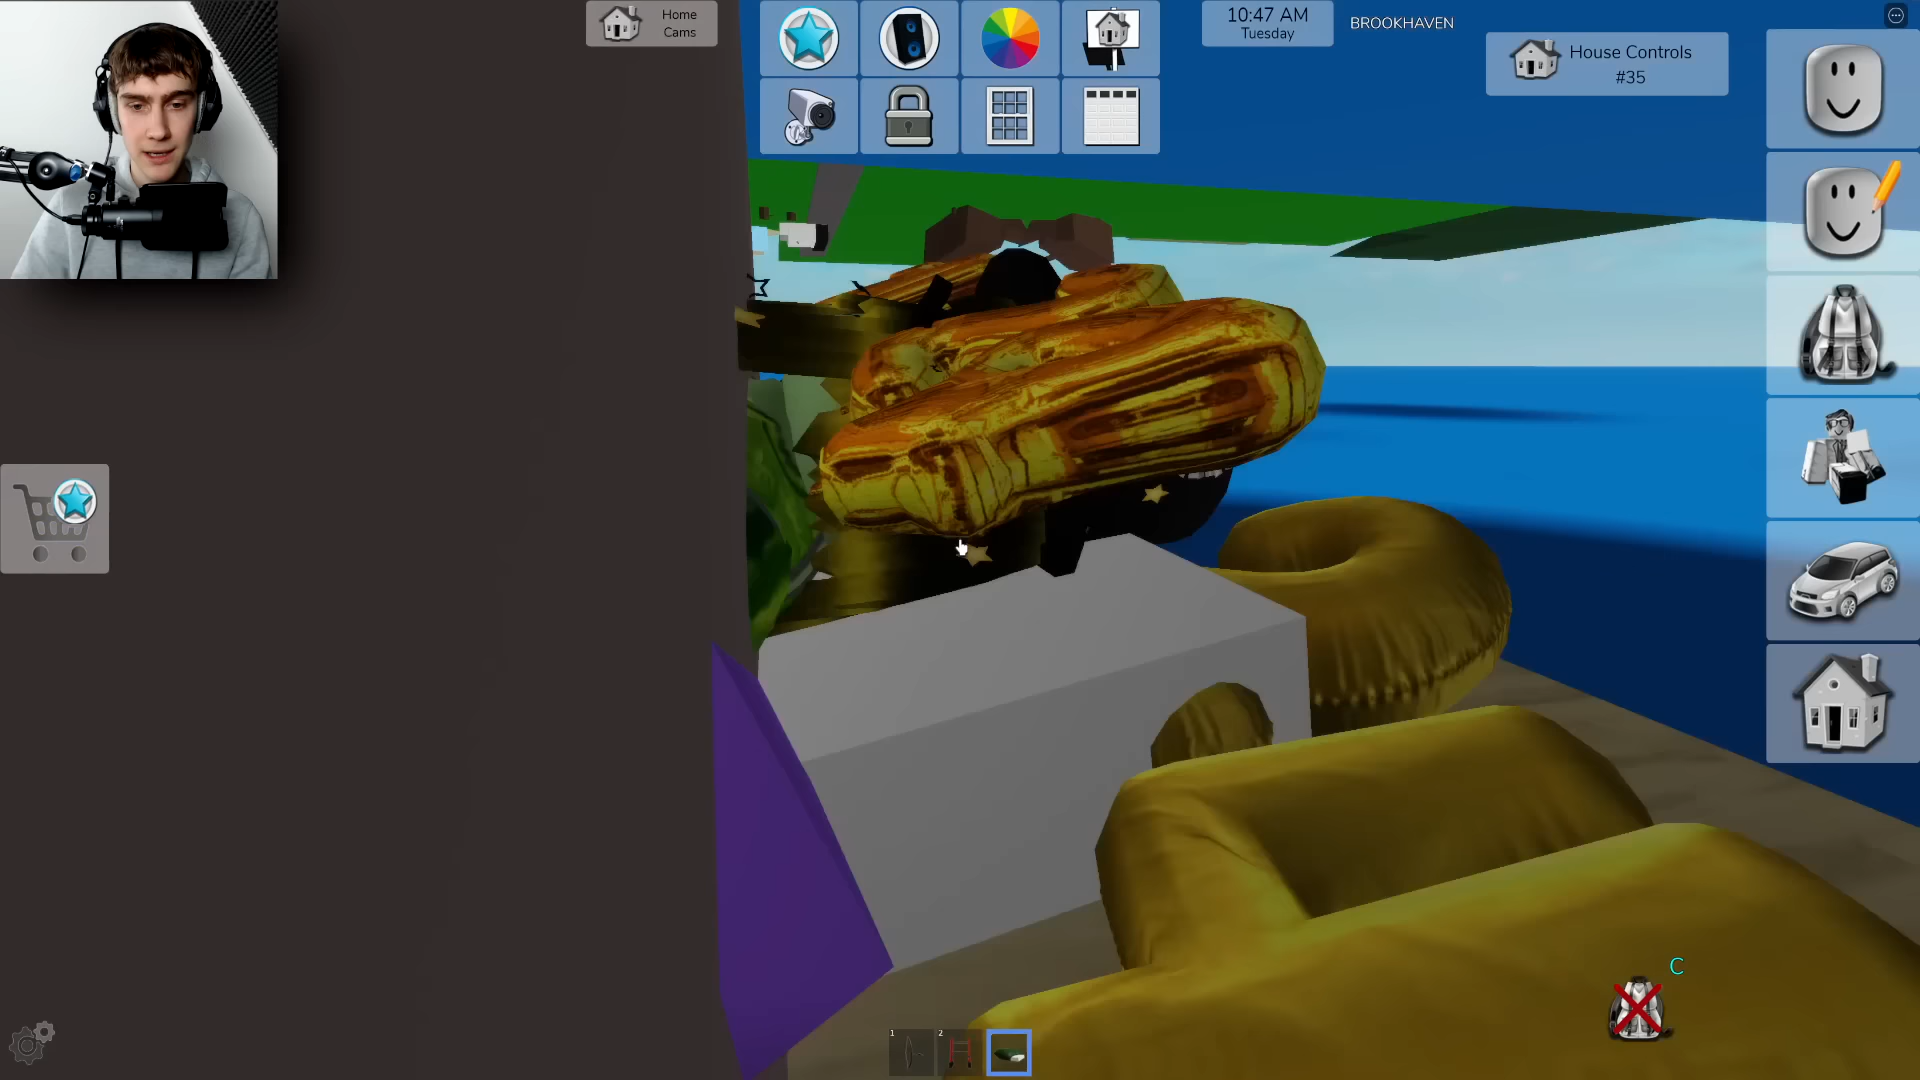 Home
Cams
10:47 AM
Tuesday
BROOKHAVEN
House Controls
#35
C
1
2